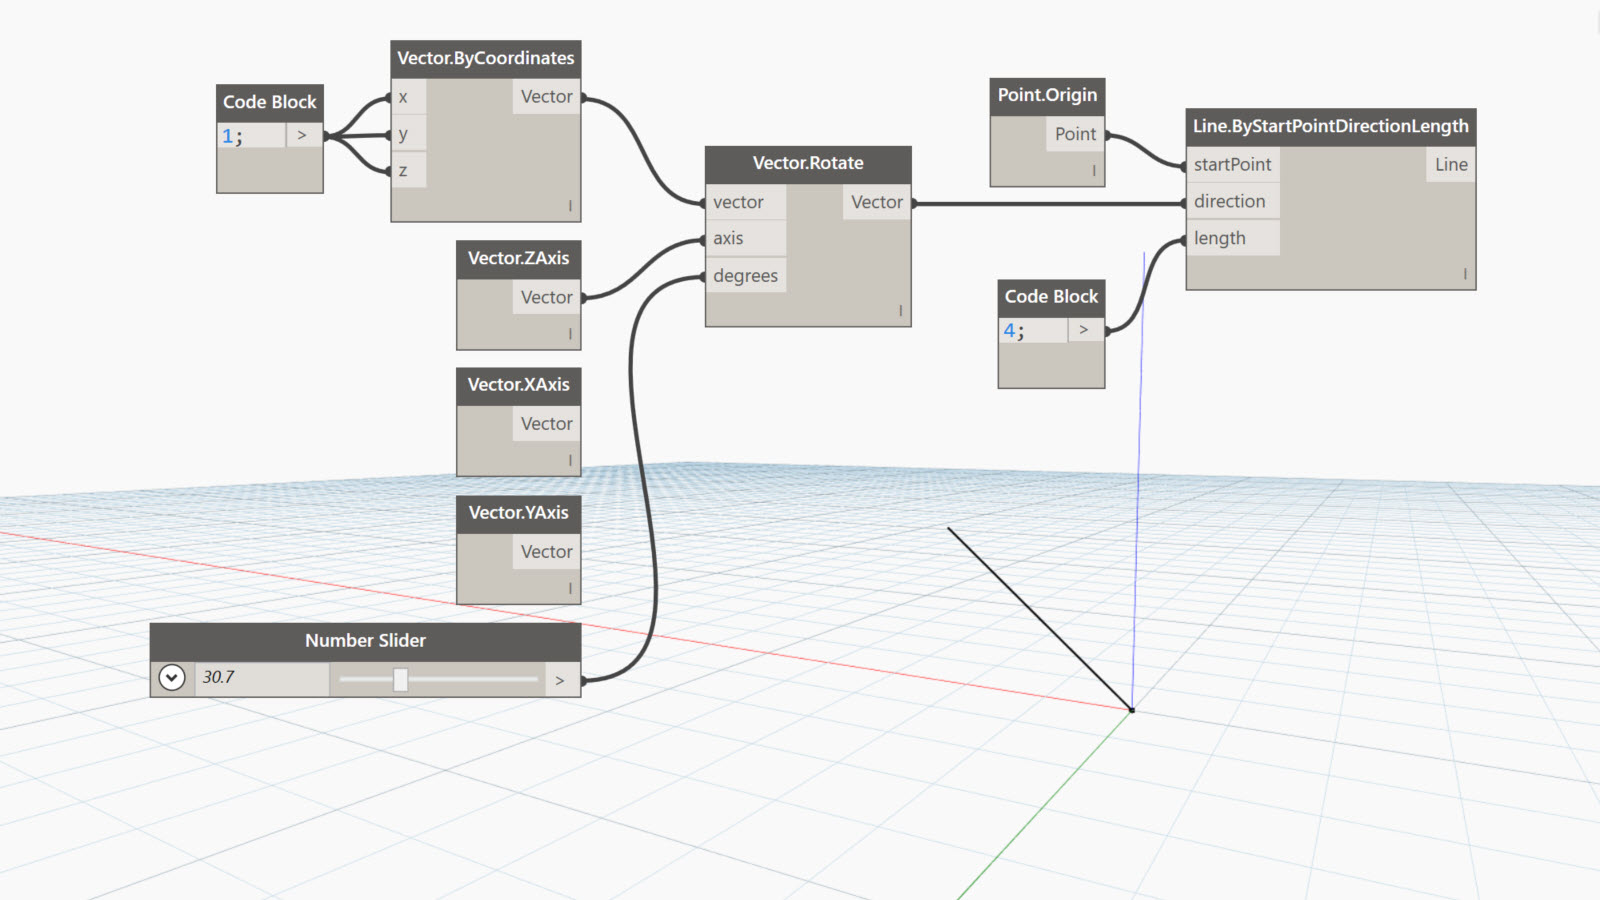 Code Block
1;
>
Vector.ByCoordinates
x
Vector
y
z
Vector.ZAxis
Vector
Vector.XAxis
Vector
Vector.YAxis
Vector
Number Slider
30.7
>
Vector.Rotate
vector
Vector
axis
degrees
Point.Origin
Point
Code Block
4;
>
Line.ByStartPointDirectionLength
startPoint
Line
direction
length